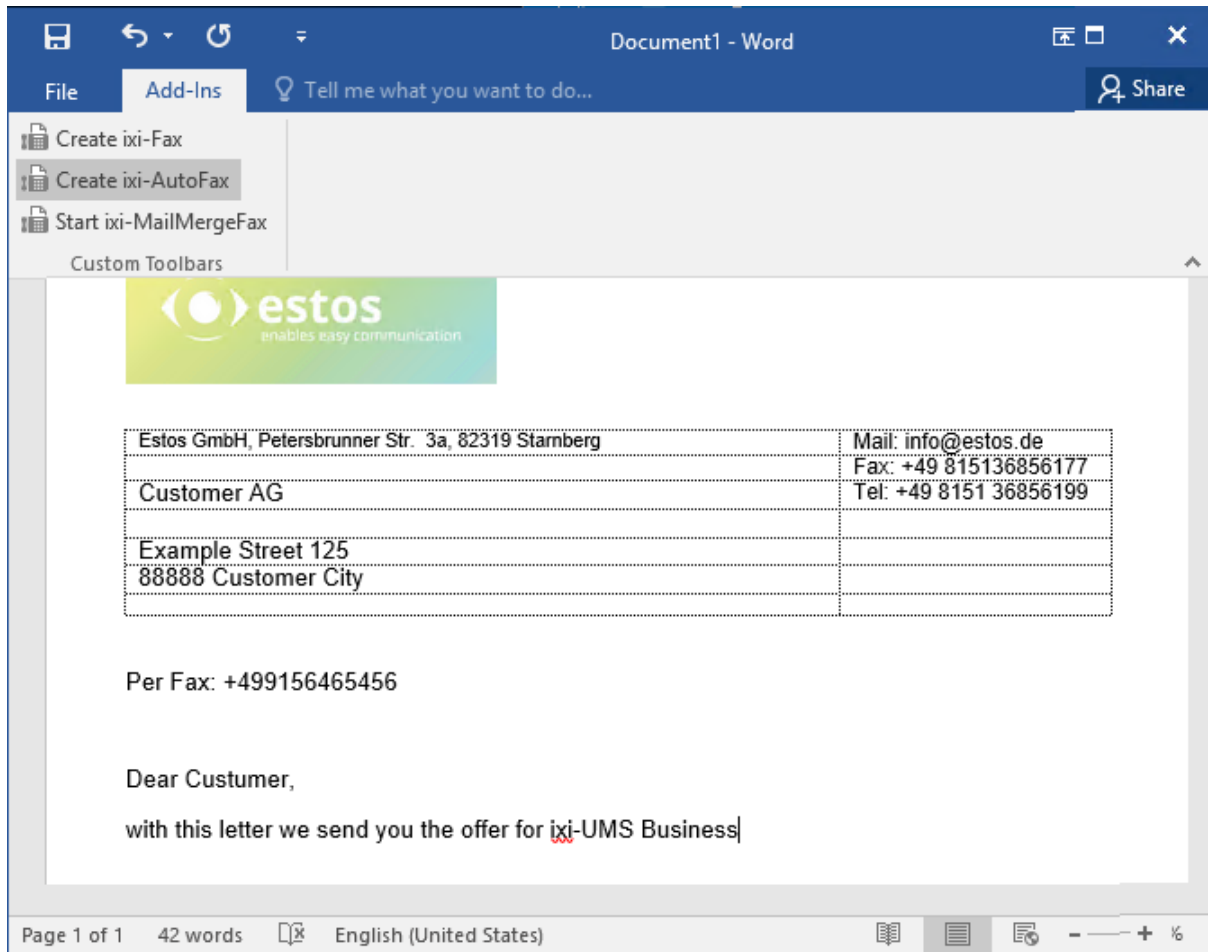 Document1 - Word
File Add-Ins Tell me what you want to do... Share
Create ixi-Fax
Create ixi-AutoFax
Start ixi-MailMergeFax
Custom Toolbars
estos
enables easy communication
Estos GmbH, Petersbrunner Str. 3a, 82319 Starnberg Mail: info@estos.de
Fax: +49 815136856177
Customer AG Tel: +49 8151 36856199
Example Street 125
88888 Customer City
Per Fax: +499156465456
Dear Custumer,
with this letter we send you the offer for ixi-UMS Business
Page 1 of 1 42 words English (United States)